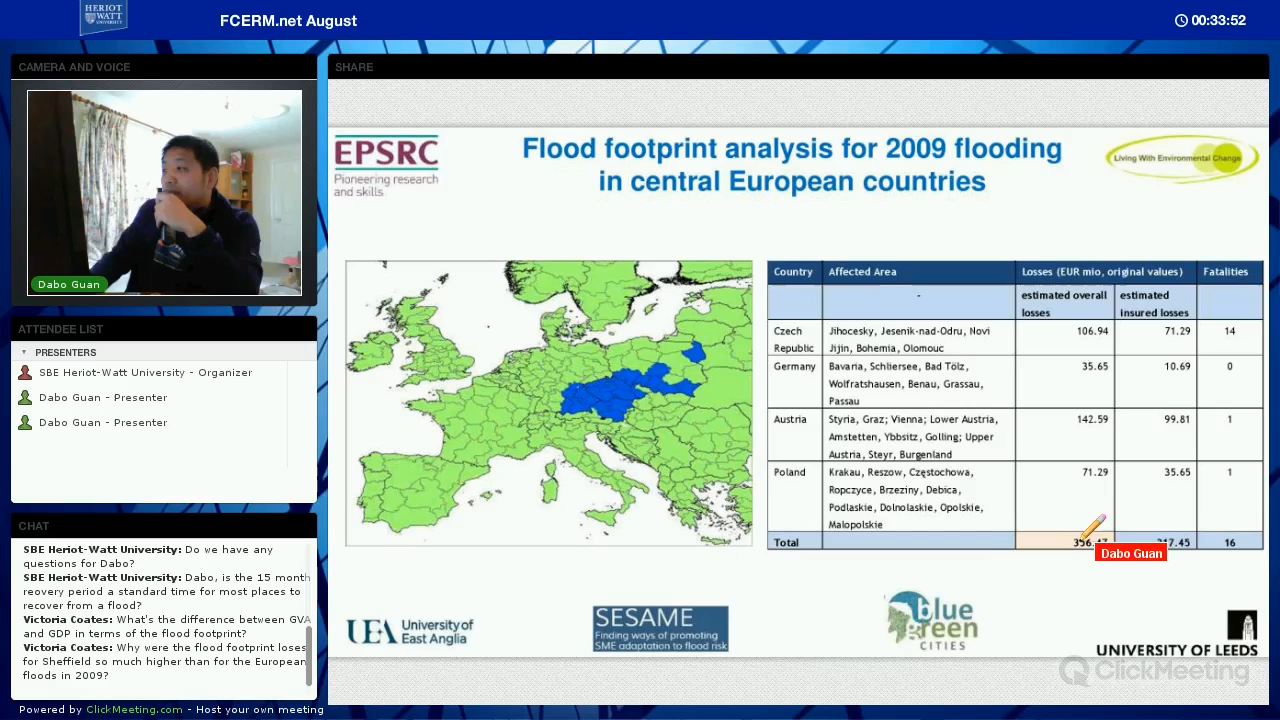 HERIOT
WATT
UNIVERSITY
FCERM.net August
00:33:52
CAMERA AND VOICE
SHARE
Dabo Guan
ATTENDEE LIST
PRESENTERS
SBE Heriot-Watt University - Organizer
Dabo Guan - Presenter
Dabo Guan - Presenter
CHAT
SBE Heriot-Watt University: Do we have any
questions for Dabo?
SBE Heriot-Watt University: Dabo, is the 15 month
reovery period a standard time for most places to
recover from a flood?
Victoria Coates: What's the difference between GVA
and GDP in terms of the flood footprint?
Victoria Coates: Why were the flood footprint loses
for Sheffield so much higher than for the European
floods in 2009?
Powered by ClickMeeting.com - Host your own meeting
EPSRC
Pioneering research
and skills
Flood footprint analysis for 2009 flooding
in central European countries
Living With Environmental Change
Country Affected Area Losses (EUR mio, original values) Fatalities
- estimated overall losses estimated insured losses
Czech Republic Jihocesky, Jesenik-nad-Odru, Novi Jijin, Bohemia, Olomouc 106.94 71.29 14
Germany Bavaria, Schliersee, Bad Tölz, Wolfratshausen, Benau, Grassau, Passau 35.65 10.69 0
Austria Styria, Graz; Vienna; Lower Austria, Amstetten, Ybbsitz, Golling; Upper Austria, Steyr, Burgenland 142.59 99.81 1
Poland Krakau, Reszow, Częstochowa, Ropczyce, Brzeziny, Debica, Podlaskie, Dolnolaskie, Opolskie, Malopolskie 71.29 35.65 1
Total 16
Dabo Guan
UEA University of
East Anglia
SESAME
Finding ways of promoting
SME adaptation to flood risk
blue
green
CITIES
UNIVERSITY OF LEEDS
ClickMeeting